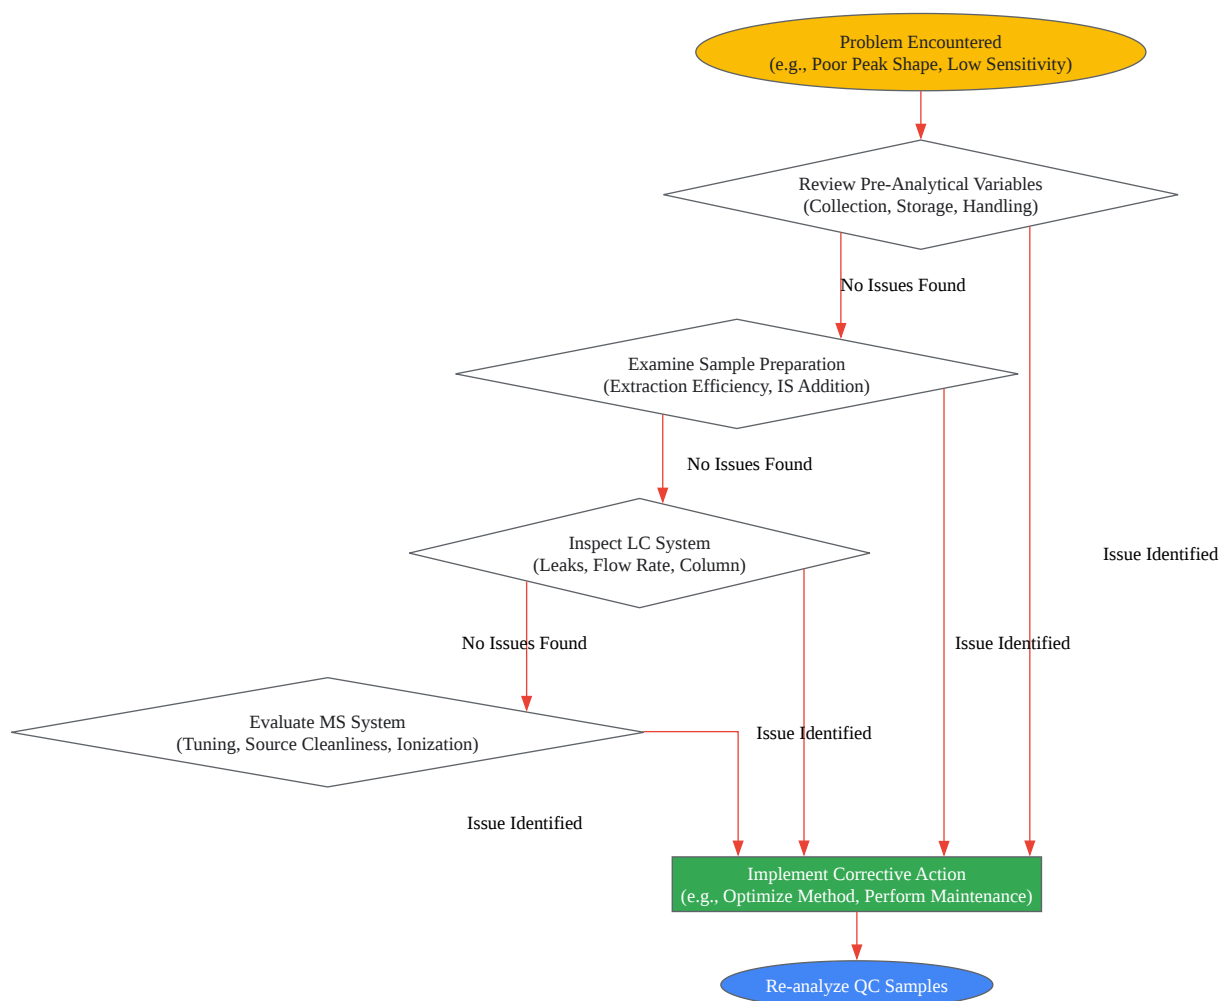 Problem Encountered
(e.g., Poor Peak Shape, Low Sensitivity)
Review Pre-Analytical Variables
(Collection, Storage, Handling)
No Issues Found
Examine Sample Preparation
(Extraction Efficiency, IS Addition)
No Issues Found
Inspect LC System
(Leaks, Flow Rate, Column)
Issue Identified
No Issues Found
Issue Identified
Evaluate MS System
(Tuning, Source Cleanliness, Ionization)
Issue Identified
Issue Identified
Implement Corrective Action
(e.g., Optimize Method, Perform Maintenance)
Re-analyze QC Samples